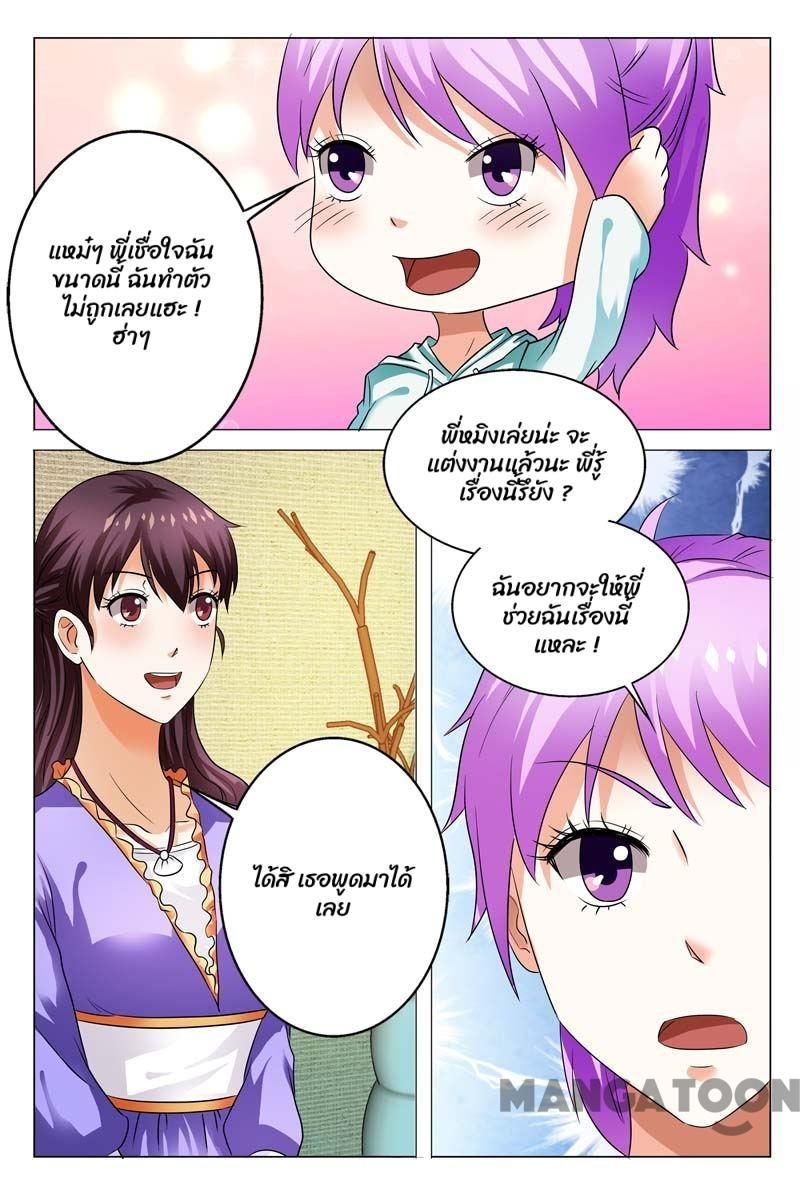 แหม่ๆ พี่เชื่อใจฉัน
ขนาดนี้ ฉันทำตัว
ไม่ถูกเลยแฮะ !
ฮ่าๆ
พี่หมิงเล่ยน่ะ จะ
แต่งงานแล้วนะ พี่รู้
เรื่องนี้รึยัง ?
ฉันอยากจะให้พี่
ช่วยฉันเรื่องนี้
แหละ !
ได้สิ เธอพูดมาได้
เลย
MANGATOON